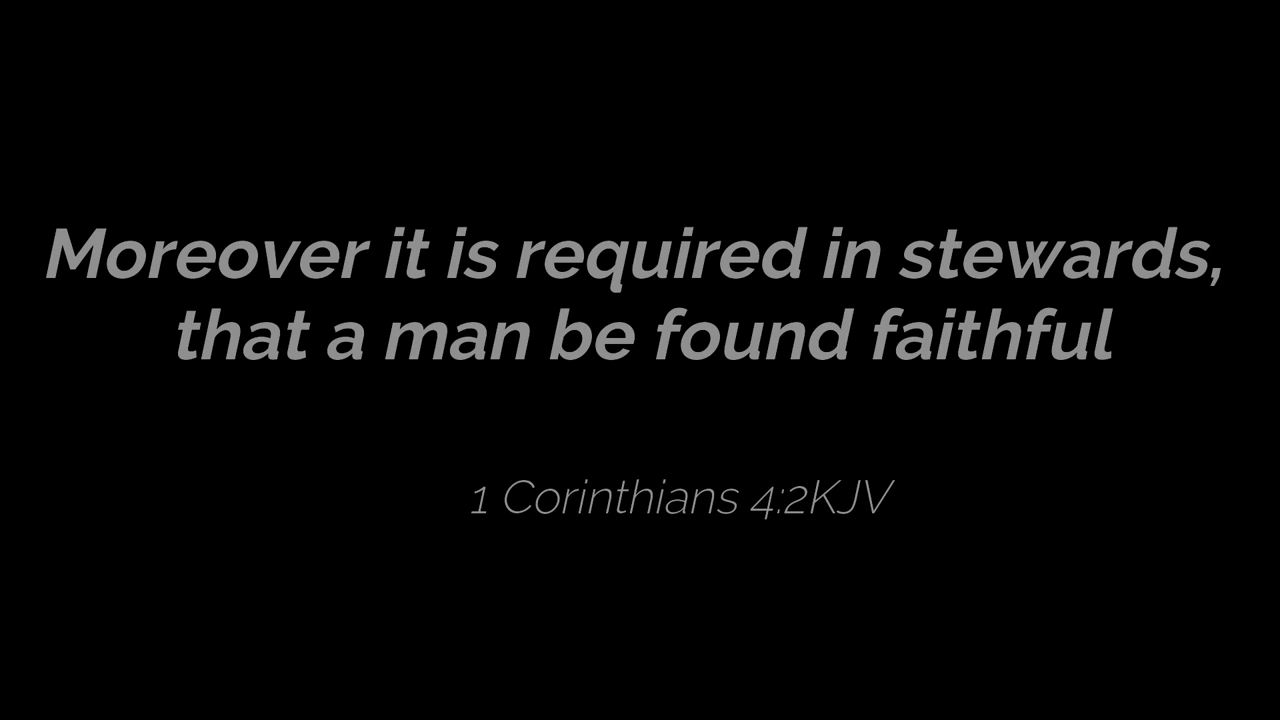 Moreover it is required in stewards,
that a man be found faithful
1 Corinthians 4:2KJV